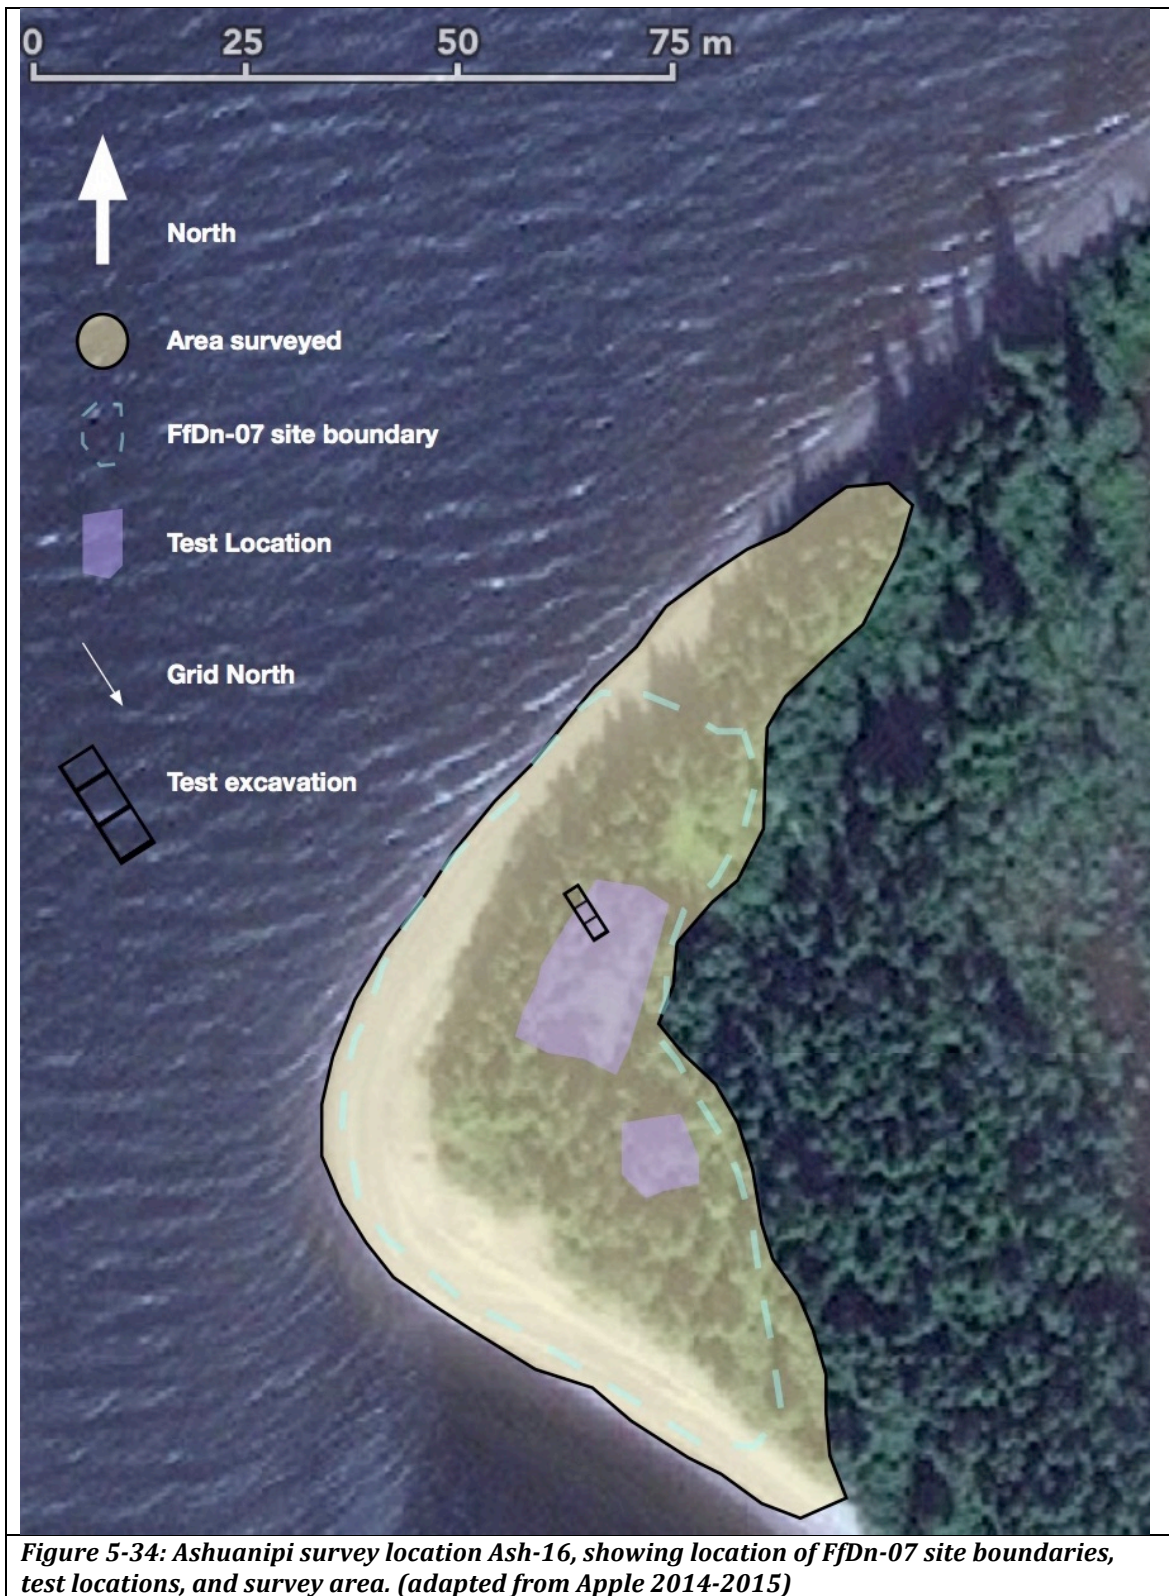 0 25 50 75 m
North
Area surveyed
FfDn-07 site boundary
Test Location
Grid North
Test excavation
Figure 5-34: Ashuanipi survey location Ash-16, showing location of FfDn-07 site boundaries,
test locations, and survey area. (adapted from Apple 2014-2015)